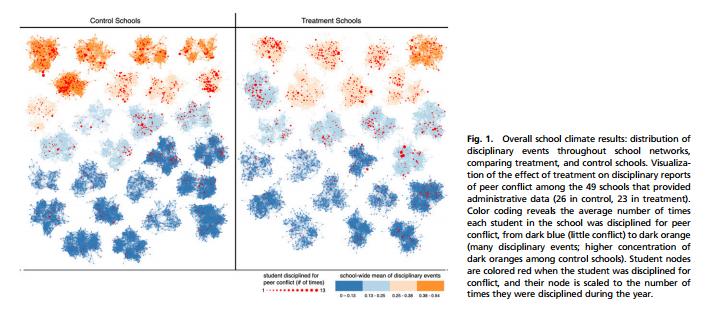 Control Schools
Treatment Schools
student disciplined for
peer conflict (# of times)
1
13
school-wide mean of disciplinary events
0 - 0.13
0.13 - 0.25
0.25 - 0.38
0.38 - 0.54
Fig. 1. Overall school climate results: distribution of
disciplinary events throughout school networks,
comparing treatment, and control schools. Visualiza-
tion of the effect of treatment on disciplinary reports
of peer conflict among the 49 schools that provided
administrative data (26 in control, 23 in treatment).
Color coding reveals the average number of times
each student in the school was disciplined for peer
conflict, from dark blue (little conflict) to dark orange
(many disciplinary events; higher concentration of
dark oranges among control schools). Student nodes
are colored red when the student was disciplined for
conflict, and their node is scaled to the number of
times they were disciplined during the year.